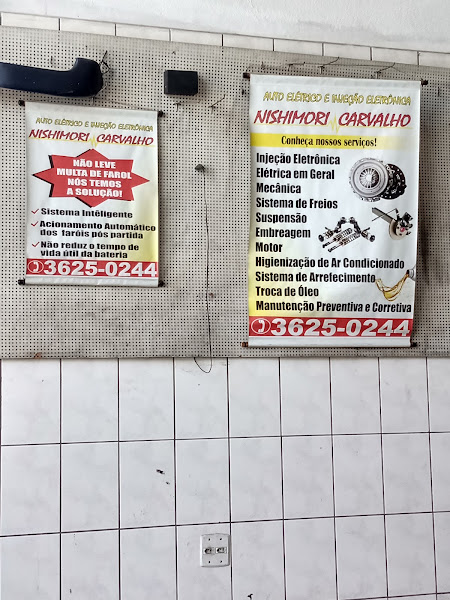 AUTO ELÉTRICO E INJEÇÃO ELETRÔNICA
NISHIMORI CARVALHO
NÃO LEVE
MULTA DE FAROL
NÓS TEMOS
A SOLUÇÃO!
Sistema Inteligente
Acionamento Automático
dos faróis pós partida
Não reduz o tempo de
vida útil da bateria
3625-0244
AUTO ELÉTRICO E INJEÇÃO ELETRÔNICA
NISHIMORI CARVALHO
Conheça nossos serviços!
Injeção Eletrônica
Elétrica em Geral
Mecânica
Sistema de Freios
Suspensão
Embreagem
Motor
Higienização de Ar Condicionado
Sistema de Arrefecimento
Troca de Óleo
Manutenção Preventiva e Corretiva
3625-0244